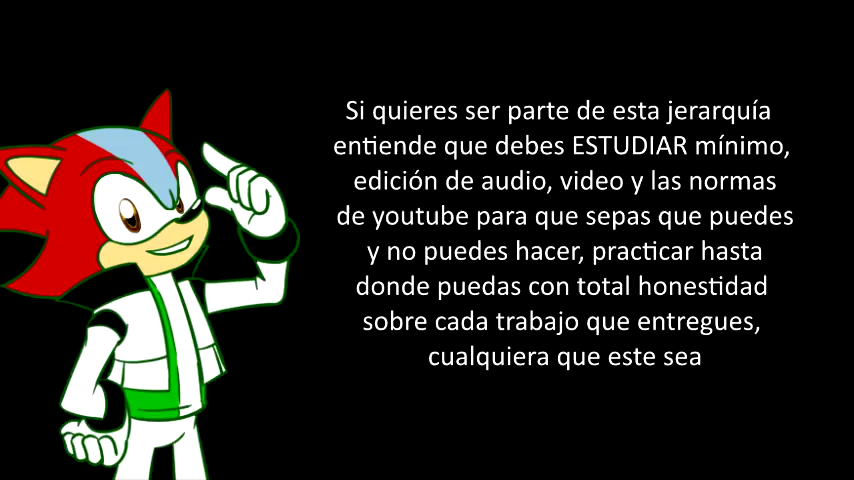 Si quieres ser parte de esta jerarquía
entiende que debes ESTUDIAR mínimo,
edición de audio, video y las normas
de youtube para que sepas que puedes
y no puedes hacer, practicar hasta
donde puedas con total honestidad
sobre cada trabajo que entregues,
cualquiera que este sea